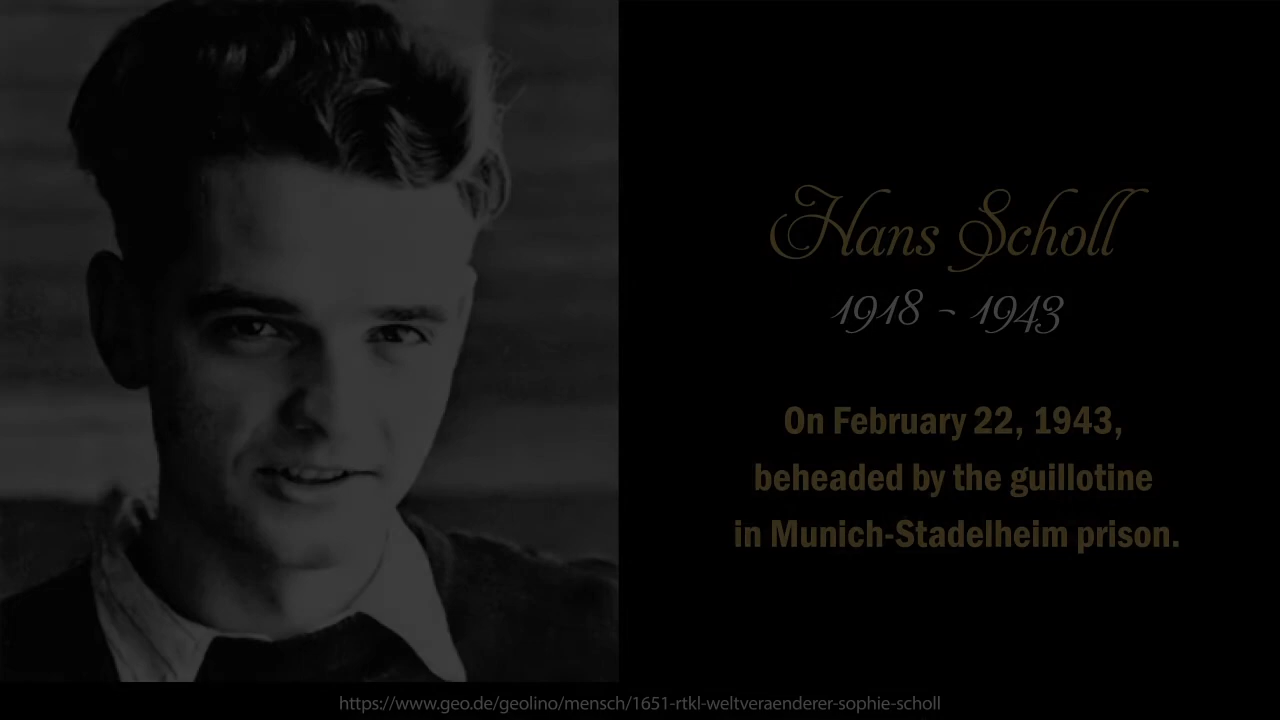 Hans Scholl
1918 - 1943
On February 22, 1943,
beheaded by the guillotine
in Munich-Stadelheim prison.
https://www.geo.de/geolino/mensch/1651-rtkl-weltveraenderer-sophie-scholl